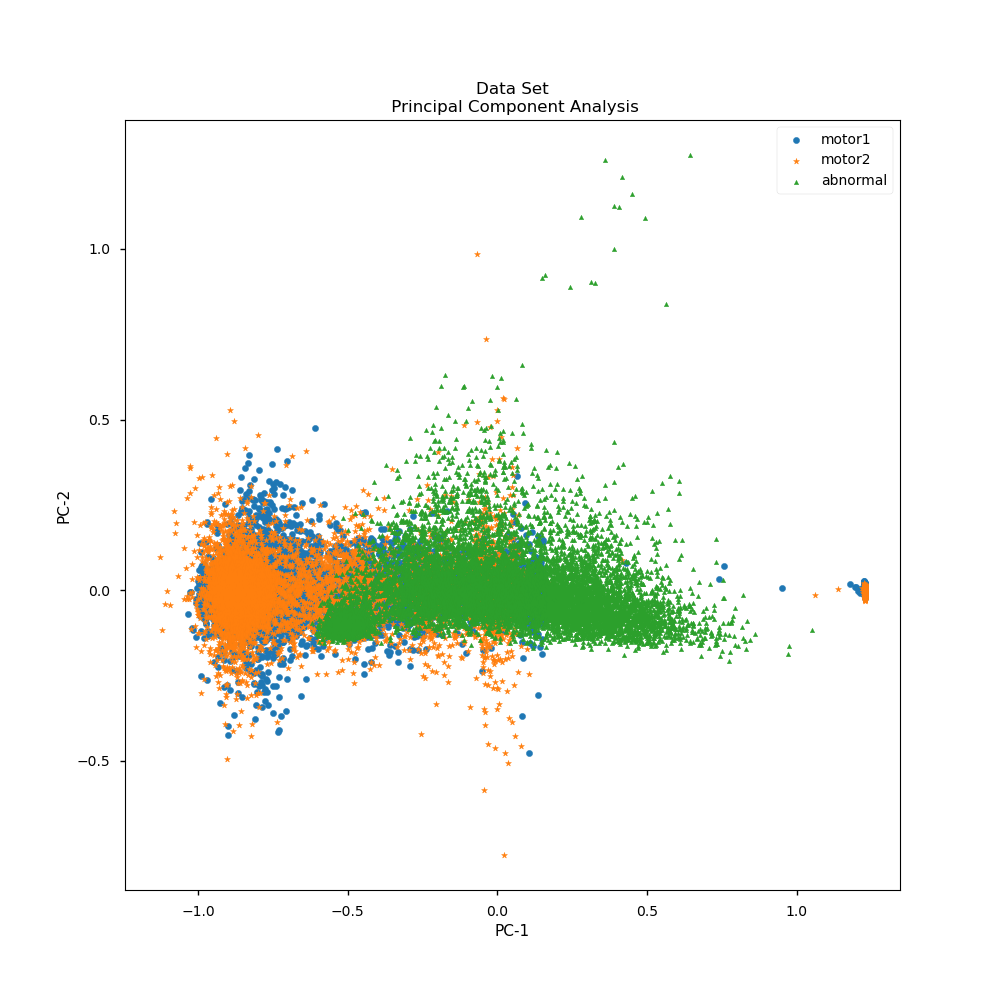 Data Set
Principal Component Analysis
motor1
motor2
abnormal
1.0
0.5
0.0
−0.5
PC-2
−1.0
−0.5
0.0
0.5
1.0
PC-1